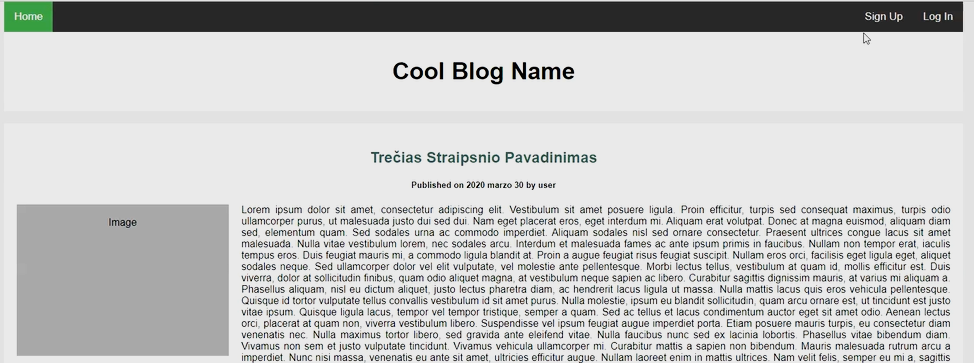 Home Sign Up Log In
Cool Blog Name
Trečias Straipsnio Pavadinimas
Published on 2020 marzo 30 by user
Image
Lorem ipsum dolor sit amet, consectetur adipiscing elit. Vestibulum sit amet posuere ligula. Proin efficitur, turpis sed consequat maximus, turpis odio
ullamcorper purus, ut malesuada justo dui sed dui. Nam eget placerat eros, eget interdum mi. Aliquam erat volutpat. Donec at magna euismod, aliquam diam
sed, elementum quam. Sed sodales urna ac commodo imperdiet. Aliquam sodales nisl sed ornare consectetur. Praesent ultrices congue lacus sit amet
malesuada. Nulla vitae vestibulum lorem, nec sodales arcu. Interdum et malesuada fames ac ante ipsum primis in faucibus. Nullam non tempor erat, iaculis
tempus eros. Duis feugiat mauris mi, a commodo ligula blandit at. Proin a augue feugiat risus feugiat suscipit. Nullam eros orci, facilisis eget ligula eget, aliquet
sodales neque. Sed ullamcorper dolor vel elit vulputate, vel molestie ante pellentesque. Morbi lectus tellus, vestibulum at quam id, mollis efficitur est. Duis
viverra, dolor at sollicitudin finibus, quam odio aliquet magna, at vestibulum neque sapien ac libero. Curabitur sagittis dignissim mauris, at varius mi aliquam a.
Phasellus aliquam, nisl eu dictum aliquet, justo lectus pharetra diam, ac hendrerit lacus ligula ut massa. Nulla mattis lacus quis eros vehicula pellentesque.
Quisque id tortor vulputate tellus convallis vestibulum id sit amet purus. Nulla molestie, ipsum eu blandit sollicitudin, quam arcu ornare est, ut tincidunt est justo
vitae ipsum. Quisque ligula lacus, tempor vel tempor tristique, semper a quam. Sed ac tellus et lacus condimentum auctor eget sit amet odio. Aenean lectus
orci, placerat at quam non, viverra vestibulum libero. Suspendisse vel ipsum feugiat augue imperdiet porta. Etiam posuere mauris turpis, eu consectetur diam
venenatis nec. Nulla maximus tortor libero, sed gravida ante eleifend vitae. Nulla faucibus nunc sed ex lacinia lobortis. Phasellus vitae bibendum diam.
Vivamus non sem et justo vulputate tincidunt. Vivamus vehicula ullamcorper mi. Curabitur mattis a sapien non bibendum. Mauris malesuada rutrum arcu a
imperdiet. Nunc nisi massa, venenatis eu ante sit amet, ultricies efficitur augue. Nullam laoreet enim in mattis ultrices. Nam velit felis, semper eu mi a, sagittis